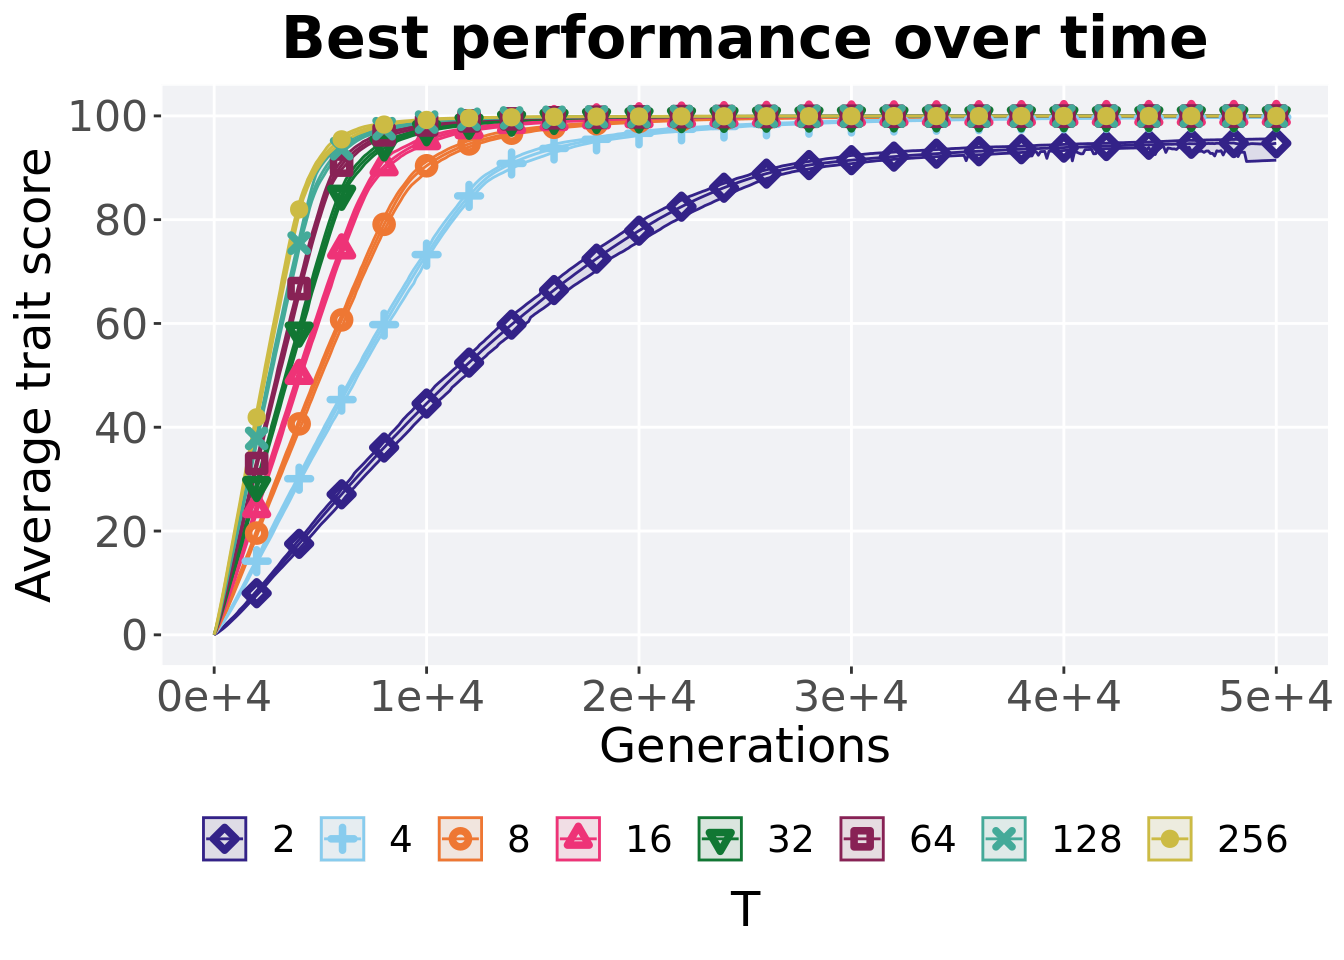 Best performance over time
Average trait score
100
80
60
40
20
0
0e+4 1e+4 2e+4 3e+4 4e+4 5e+4
Generations
2 4 8 16 32 64 128 256
T